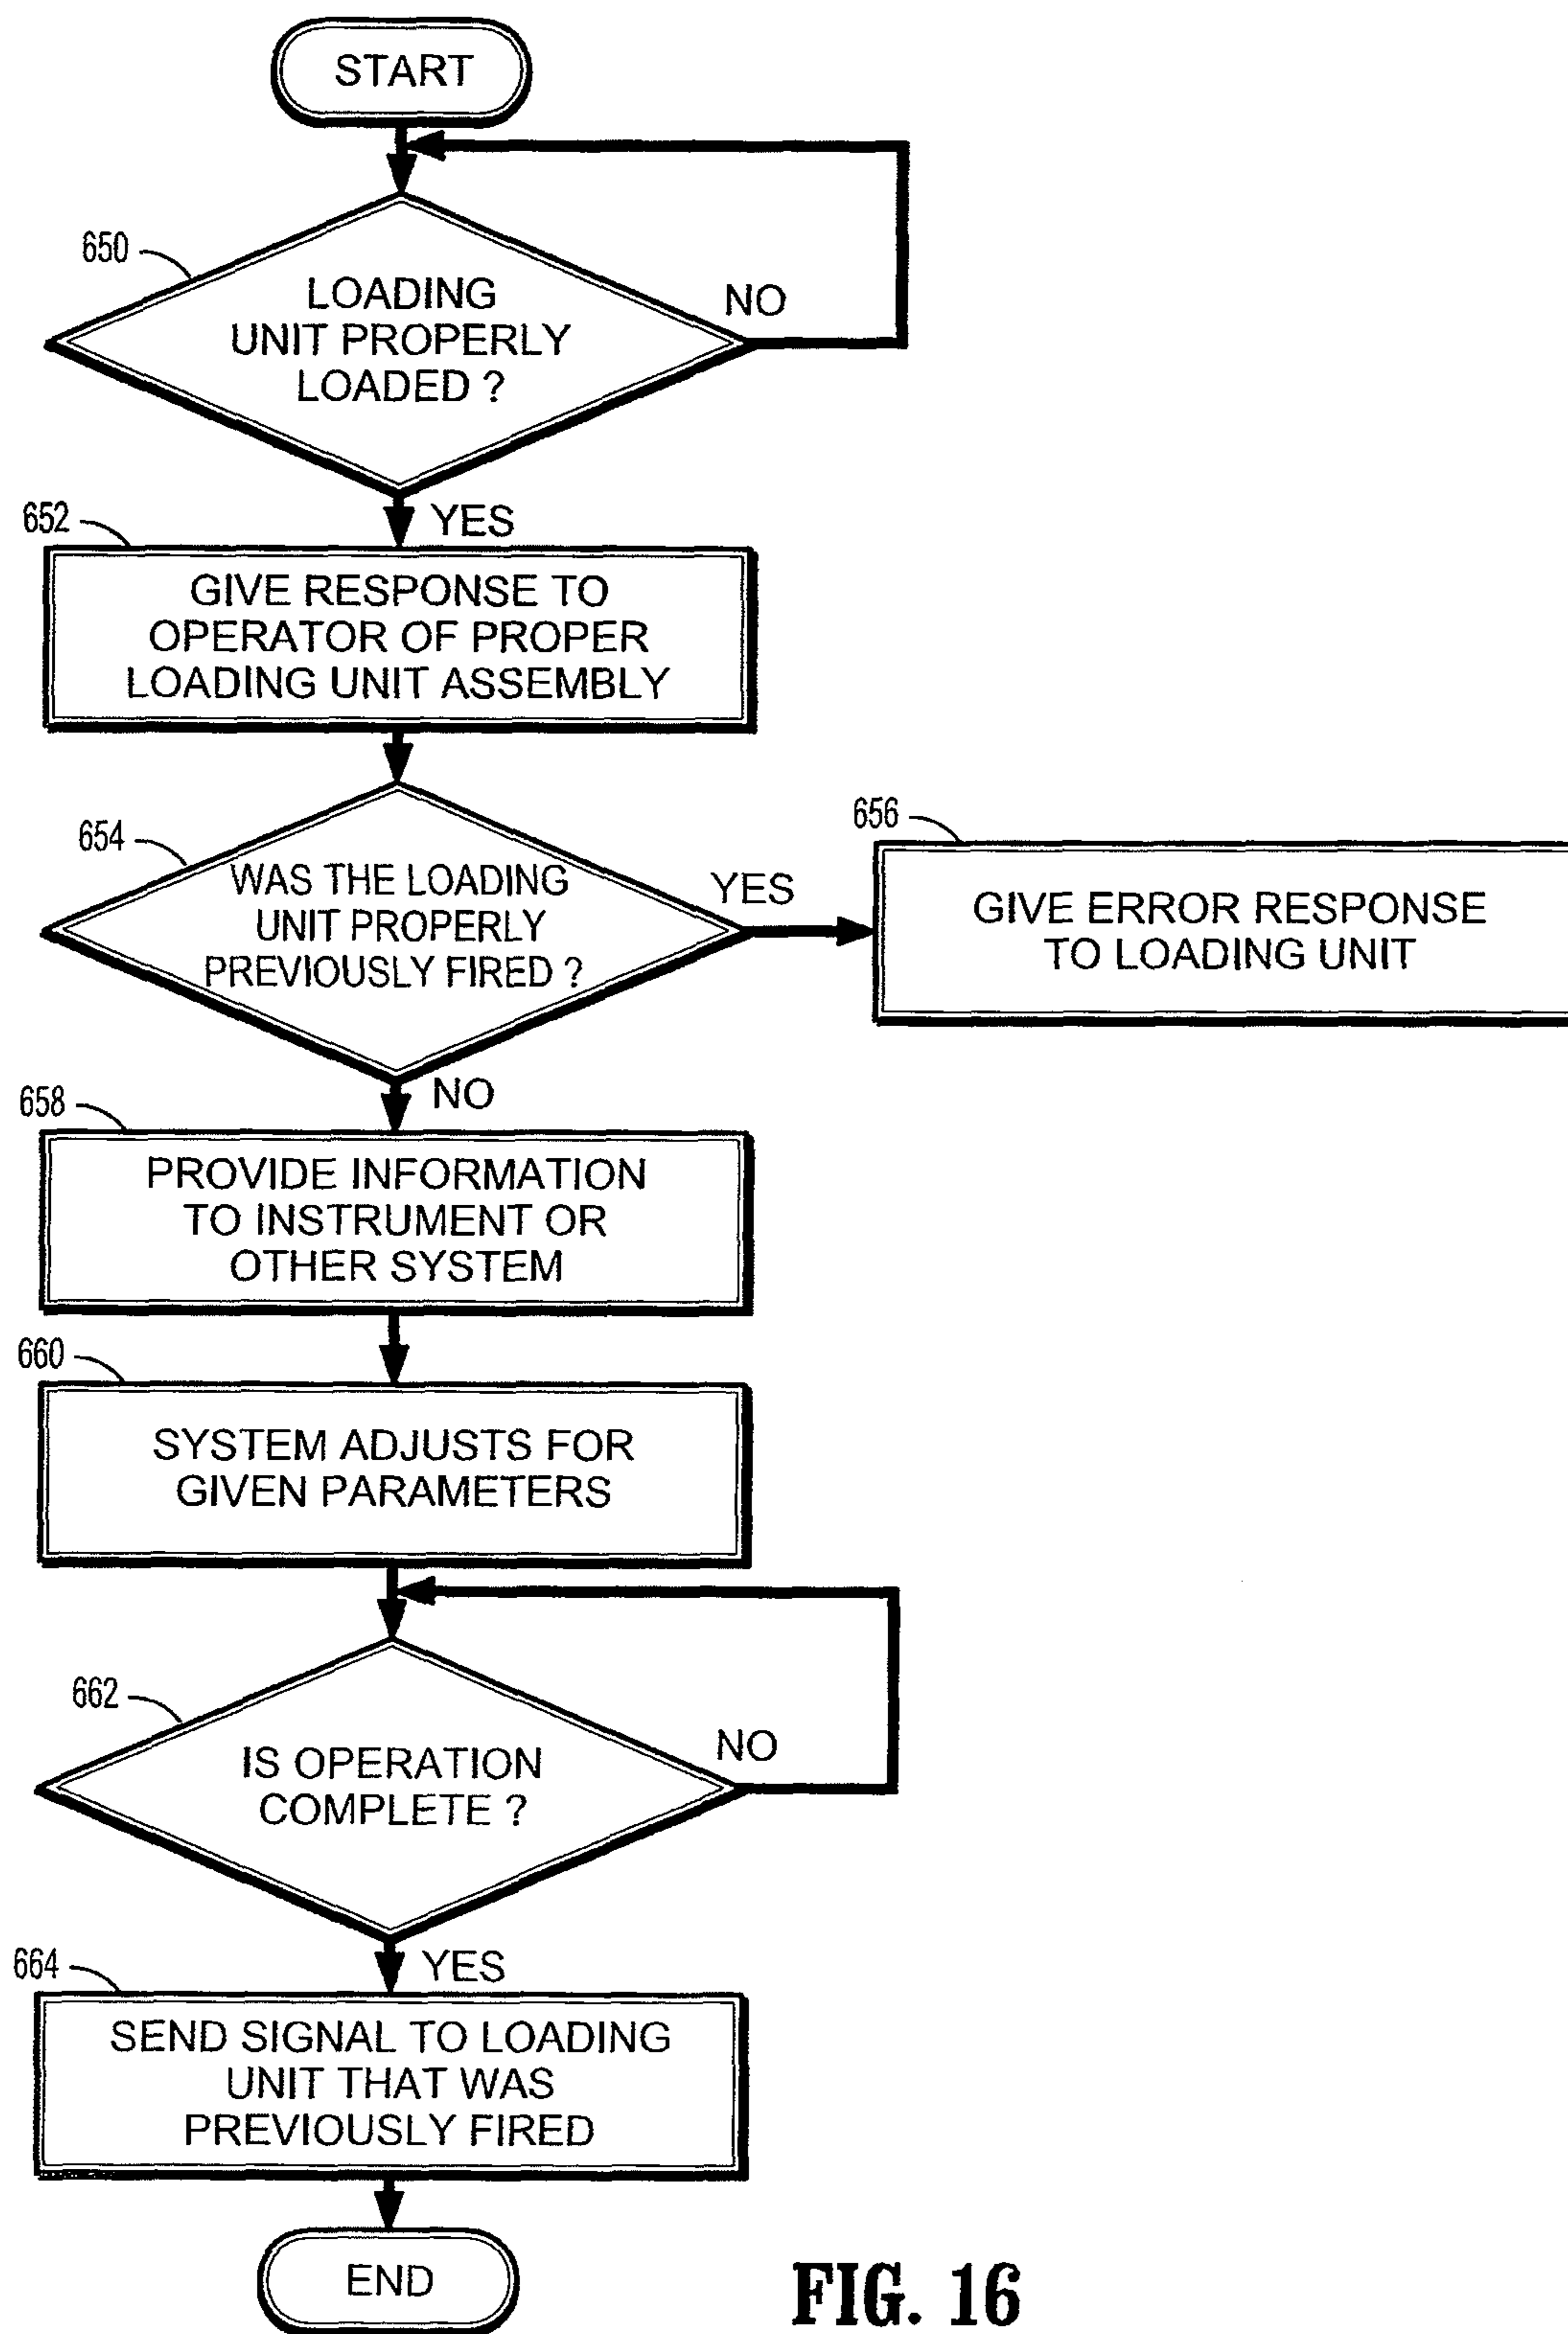 START
650
LOADING
UNIT PROPERLY
LOADED ?
NO
YES
652
GIVE RESPONSE TO
OPERATOR OF PROPER
LOADING UNIT ASSEMBLY
654
WAS THE LOADING
UNIT PROPERLY
PREVIOUSLY FIRED ?
YES
656
GIVE ERROR RESPONSE
TO LOADING UNIT
NO
658
PROVIDE INFORMATION
TO INSTRUMENT OR
OTHER SYSTEM
660
SYSTEM ADJUSTS FOR
GIVEN PARAMETERS
662
IS OPERATION
COMPLETE ?
NO
YES
664
SEND SIGNAL TO LOADING
UNIT THAT WAS
PREVIOUSLY FIRED
END
FIG. 16